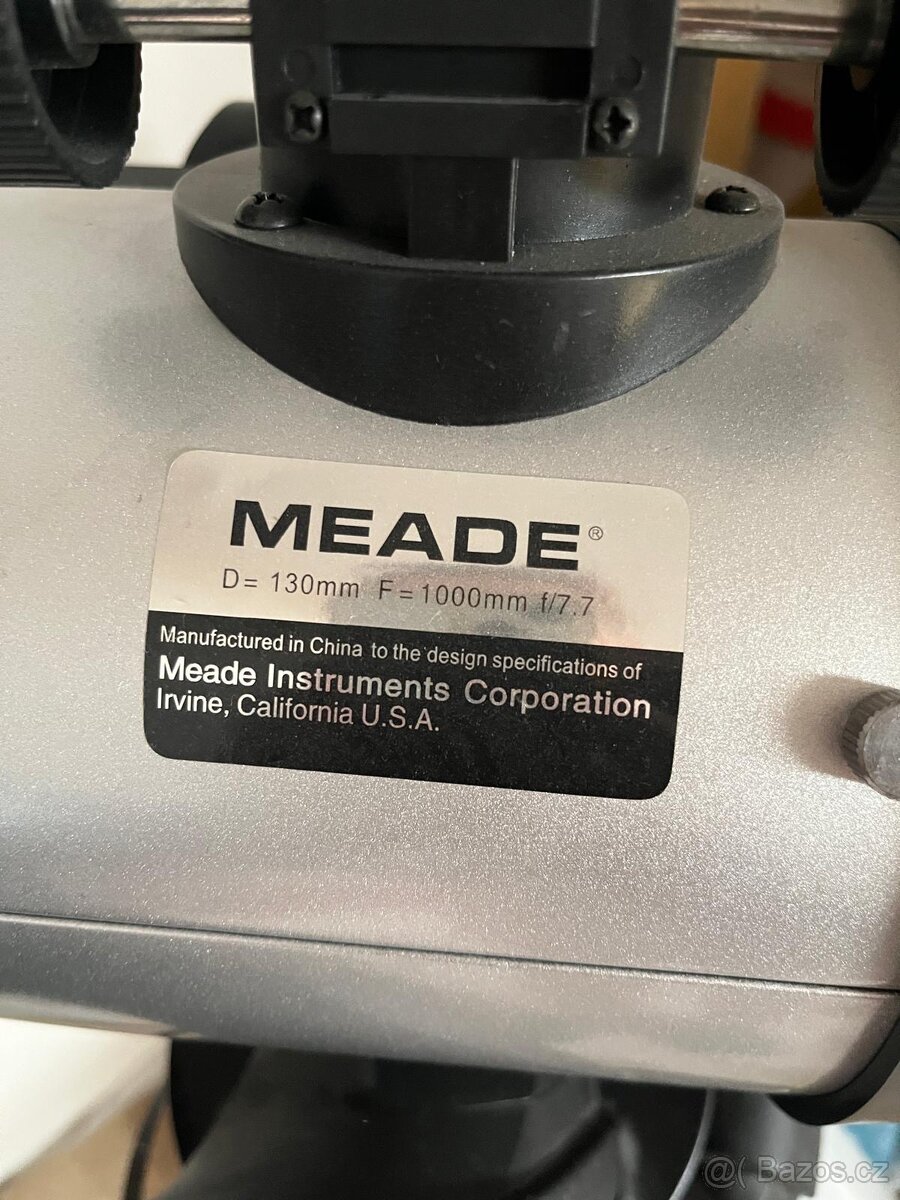 MEADE®
D= 130mm F=1000mm f/7.7
Manufactured in China to the design specifications of
Meade Instruments Corporation
Irvine, California U.S.A.
@( Bazos.cz